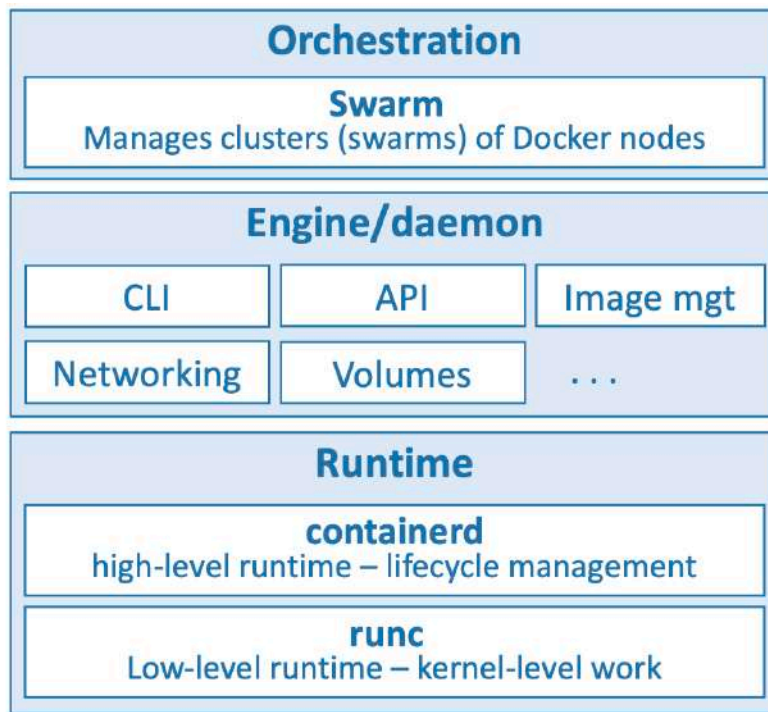 Orchestration
Swarm
Manages clusters (swarms) of Docker nodes
Engine/daemon
CLI API Image mgt
Networking Volumes ...
Runtime
containerd
high-level runtime – lifecycle management
runc
Low-level runtime – kernel-level work